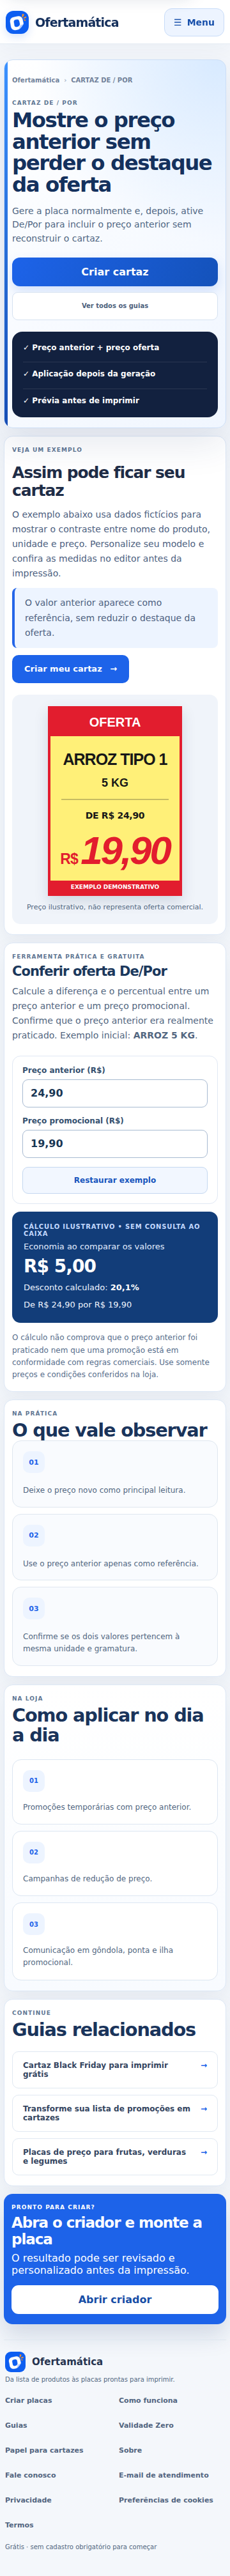 Ofertamática
☰ Menu
Ofertamática › CARTAZ DE / POR
CARTAZ DE / POR
Mostre o preço
anterior sem
perder o destaque
da oferta
Gere a placa normalmente e, depois, ative
De/Por para incluir o preço anterior sem
reconstruir o cartaz.
Criar cartaz
Ver todos os guias
✓ Preço anterior + preço oferta
✓ Aplicação depois da geração
✓ Prévia antes de imprimir
VEJA UM EXEMPLO
Assim pode ficar seu
cartaz
O exemplo abaixo usa dados fictícios para
mostrar o contraste entre nome do produto,
unidade e preço. Personalize seu modelo e
confira as medidas no editor antes da
impressão.
O valor anterior aparece como
referência, sem reduzir o destaque da
oferta.
Criar meu cartaz →
OFERTA
ARROZ TIPO 1
5 KG
DE R$ 24,90
R$ 19,90
EXEMPLO DEMONSTRATIVO
Preço ilustrativo, não representa oferta comercial.
FERRAMENTA PRÁTICA E GRATUITA
Conferir oferta De/Por
Calcule a diferença e o percentual entre um
preço anterior e um preço promocional.
Confirme que o preço anterior era realmente
praticado. Exemplo inicial: ARROZ 5 KG.
Preço anterior (R$)
24,90
Preço promocional (R$)
19,90
Restaurar exemplo
CÁLCULO ILUSTRATIVO • SEM CONSULTA AO
CAIXA
Economia ao comparar os valores
R$ 5,00
Desconto calculado: 20,1%
De R$ 24,90 por R$ 19,90
O cálculo não comprova que o preço anterior foi
praticado nem que uma promoção está em
conformidade com regras comerciais. Use somente
preços e condições conferidos na loja.
NA PRÁTICA
O que vale observar
01
Deixe o preço novo como principal leitura.
02
Use o preço anterior apenas como referência.
03
Confirme se os dois valores pertencem à
mesma unidade e gramatura.
NA LOJA
Como aplicar no dia
a dia
01
Promoções temporárias com preço anterior.
02
Campanhas de redução de preço.
03
Comunicação em gôndola, ponta e ilha
promocional.
CONTINUE
Guias relacionados
Cartaz Black Friday para imprimir
grátis →
Transforme sua lista de promoções em
cartazes →
Placas de preço para frutas, verduras
e legumes →
PRONTO PARA CRIAR?
Abra o criador e monte a
placa
O resultado pode ser revisado e
personalizado antes da impressão.
Abrir criador
Ofertamática
Da lista de produtos às placas prontas para imprimir.
Criar placas
Como funciona
Guias
Validade Zero
Papel para cartazes
Sobre
Fale conosco
E-mail de atendimento
Privacidade
Preferências de cookies
Termos
Grátis · sem cadastro obrigatório para começar